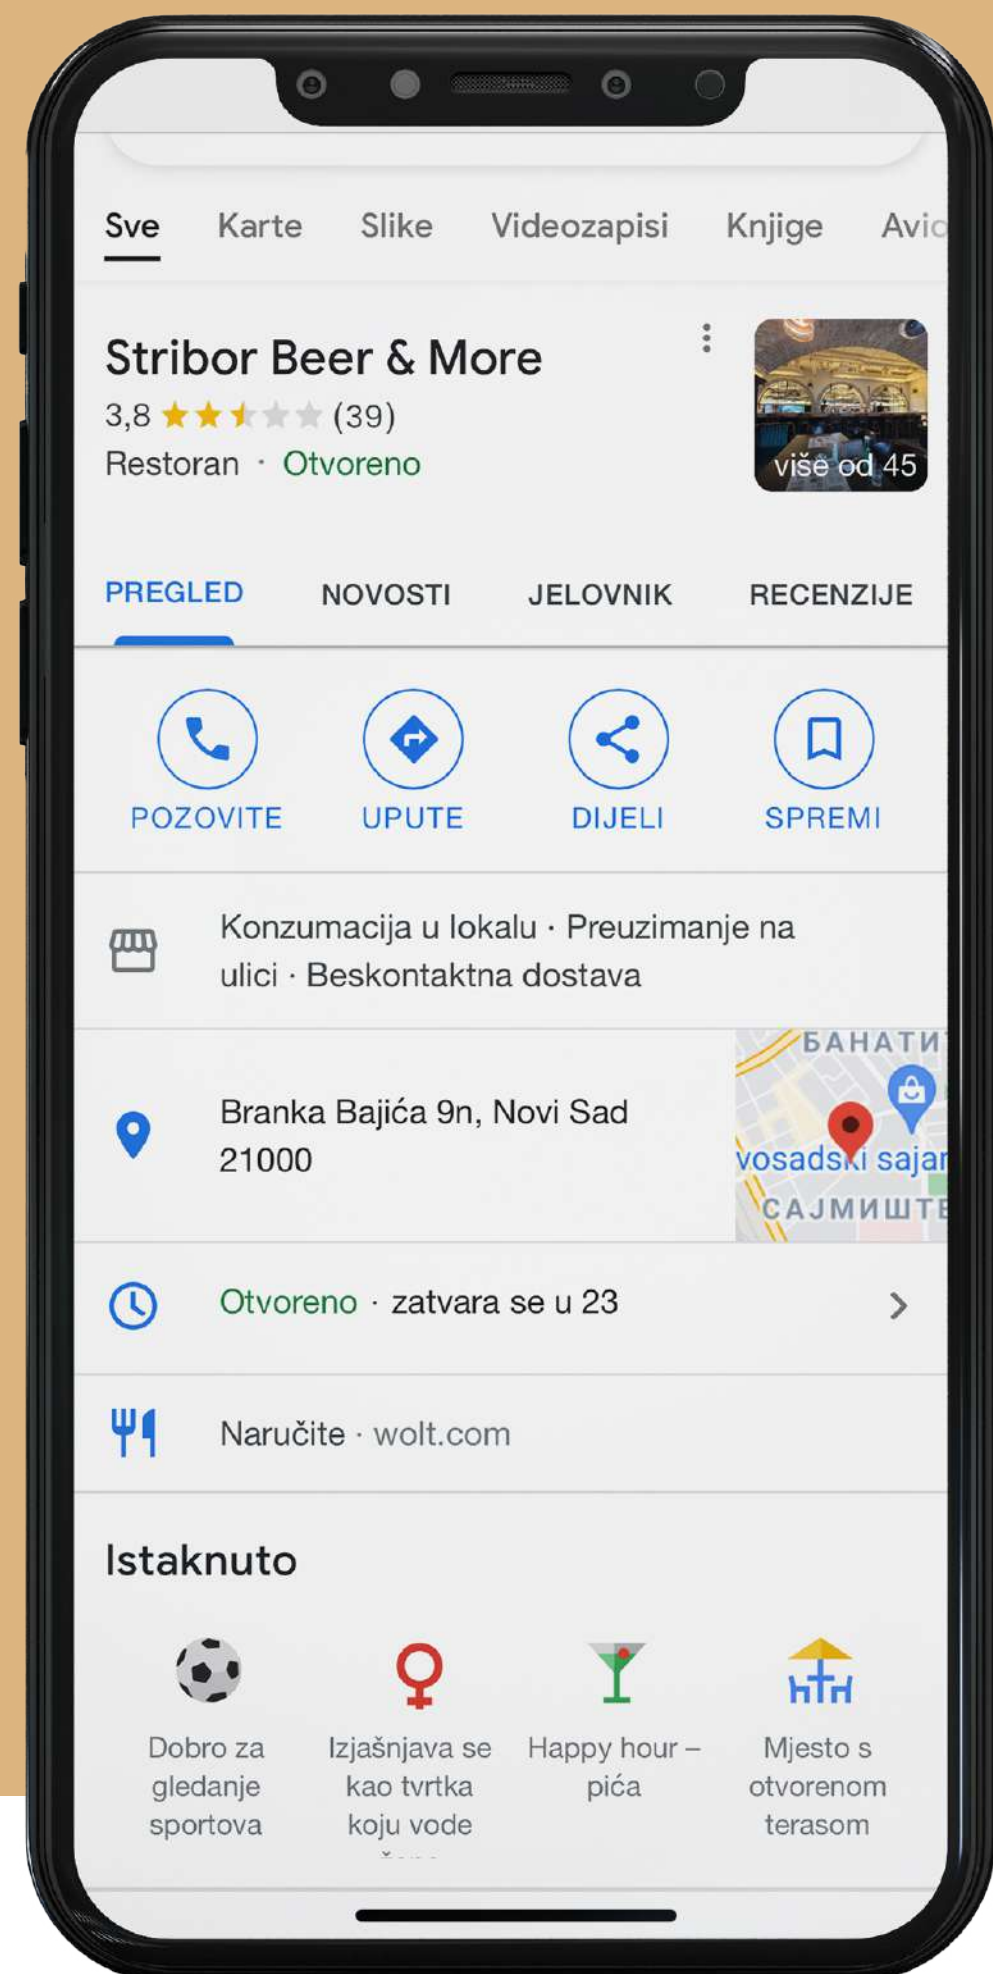 Sve Karte Slike Videozapisi Knjige Avio
Stribor Beer & More
3,8 (39)
Restoran · Otvoreno
više od 45
PREGLED NOVOSTI JELOVNIK RECENZIJE
POZOVITE UPUTE DIJELI SPREMI
Konzumacija u lokalu · Preuzimanje na
ulici · Beskontaktna dostava
Branka Bajića 9n, Novi Sad
21000
БАНАТИ
vosadski sajam
САЈМИШТЕ
Otvoreno · zatvara se u 23
Naručite · wolt.com
Istaknuto
Dobro za
gledanje
sportova
Izjašnjava se
kao tvrtka
koju vode
Happy hour –
pića
Mjesto s
otvorenom
terasom